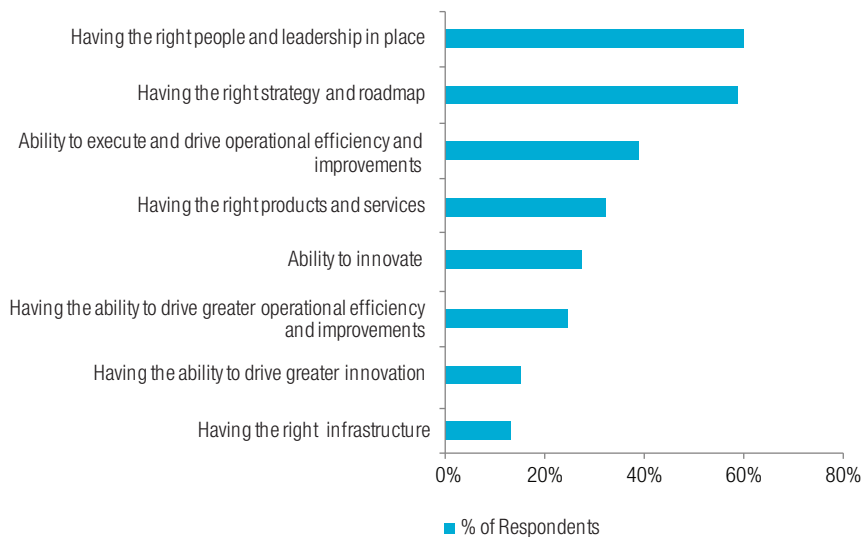 Having the right people and leadership in place
Having the right strategy and roadmap
Ability to execute and drive operational efficiency and
improvements
Having the right products and services
Ability to innovate
Having the ability to drive greater operational efficiency
and improvements
Having the ability to drive greater innovation
Having the right infrastructure
0% 20% 40% 60% 80%
% of Respondents